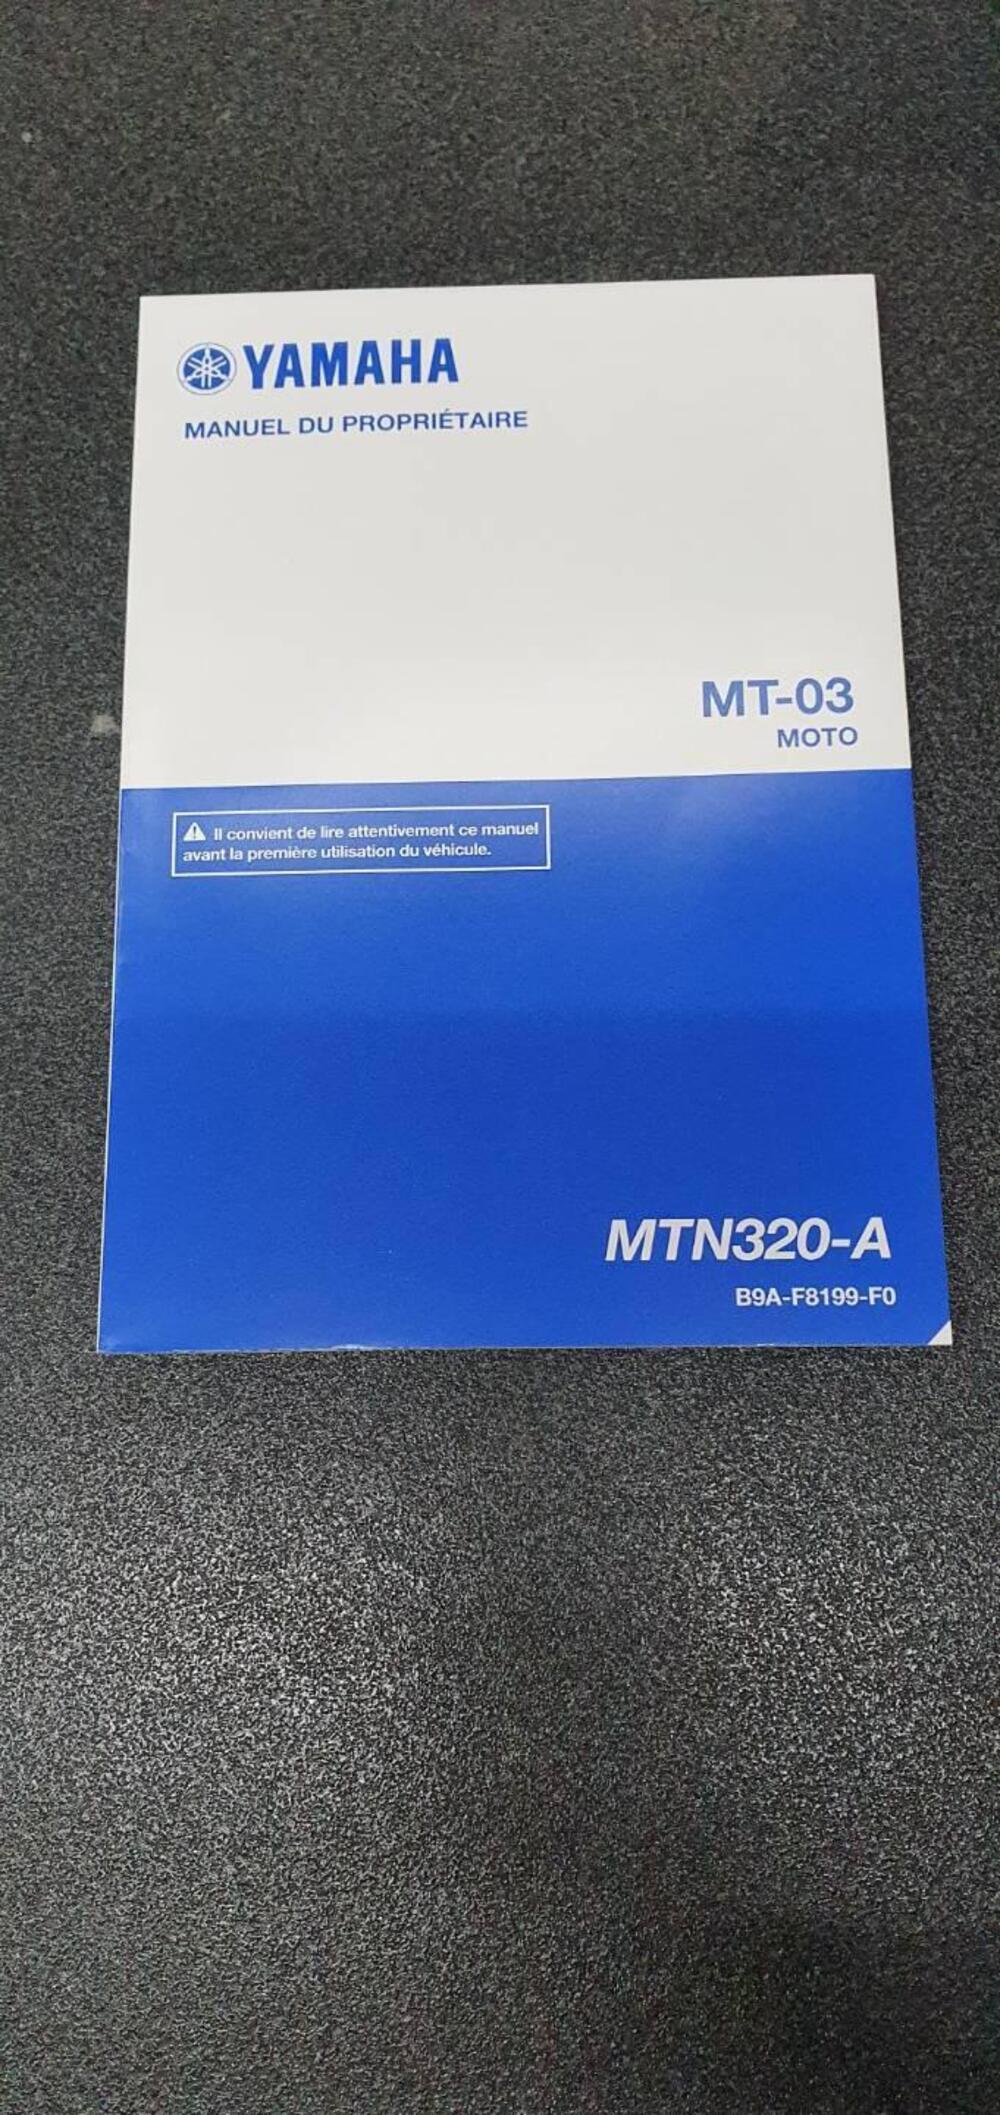 YAMAHA
MANUEL DU PROPRIÉTAIRE
MT-03
MOTO
Il convient de lire attentivement ce manuel
avant la première utilisation du véhicule.
MTN320-A
B9A-F8199-F0